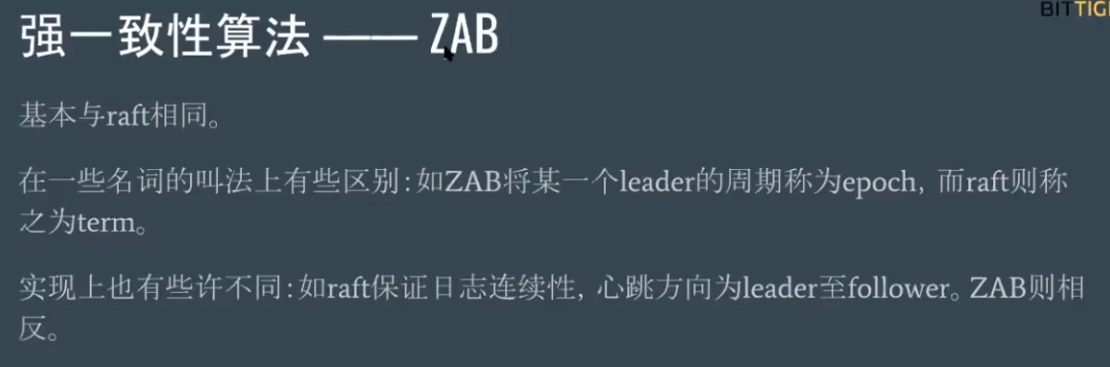 BITTIG
强一致性算法 —— ZAB
基本与raft相同。
在一些名词的叫法上有些区别：如ZAB将某一个leader的周期称为epoch，而raft则称
之为term。
实现上也有些许不同：如raft保证日志连续性，心跳方向为leader至follower。ZAB则相
反。